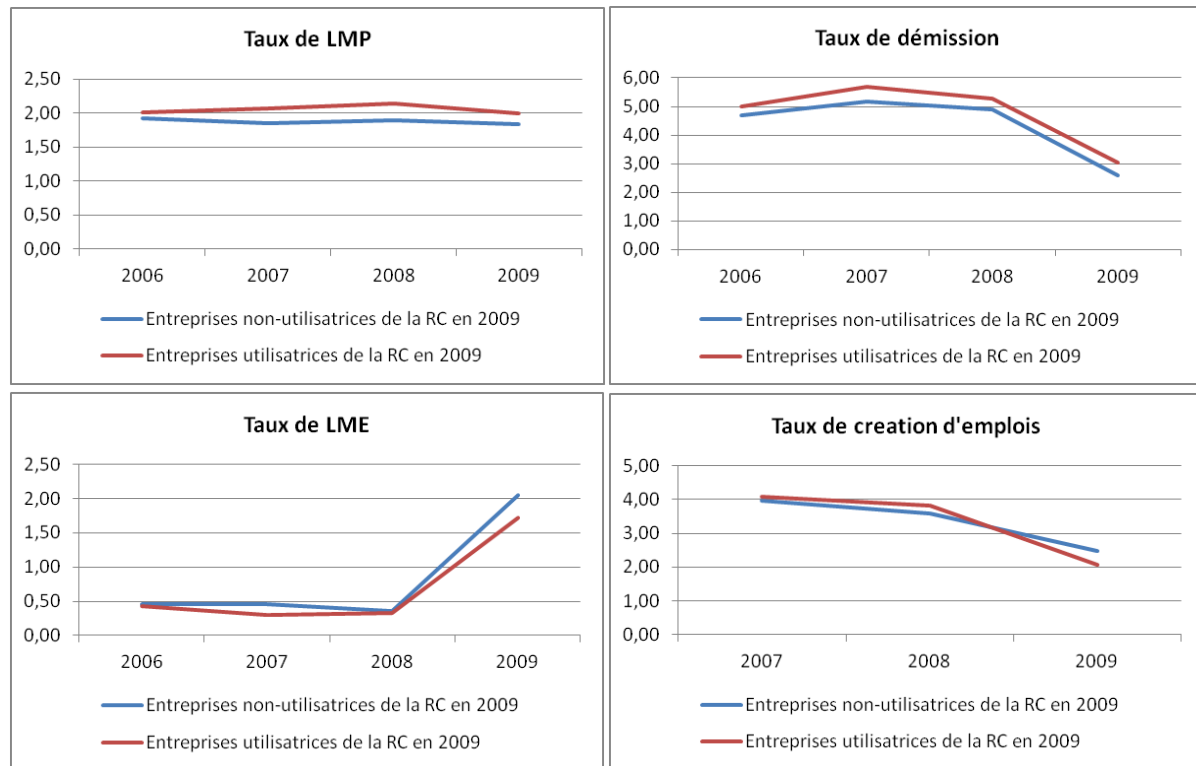 Taux de LMP
2,50
2,00
1,50
1,00
0,50
0,00
2006 2007 2008 2009
Entreprises non-utilisatrices de la RC en 2009
Entreprises utilisatrices de la RC en 2009
Taux de démission
6,00
5,00
4,00
3,00
2,00
1,00
0,00
2006 2007 2008 2009
Entreprises non-utilisatrices de la RC en 2009
Entreprises utilisatrices de la RC en 2009
Taux de LME
2,50
2,00
1,50
1,00
0,50
0,00
2006 2007 2008 2009
Entreprises non-utilisatrices de la RC en 2009
Entreprises utilisatrices de la RC en 2009
Taux de creation d'emplois
5,00
4,00
3,00
2,00
1,00
0,00
2007 2008 2009
Entreprises non-utilisatrices de la RC en 2009
Entreprises utilisatrices de la RC en 2009